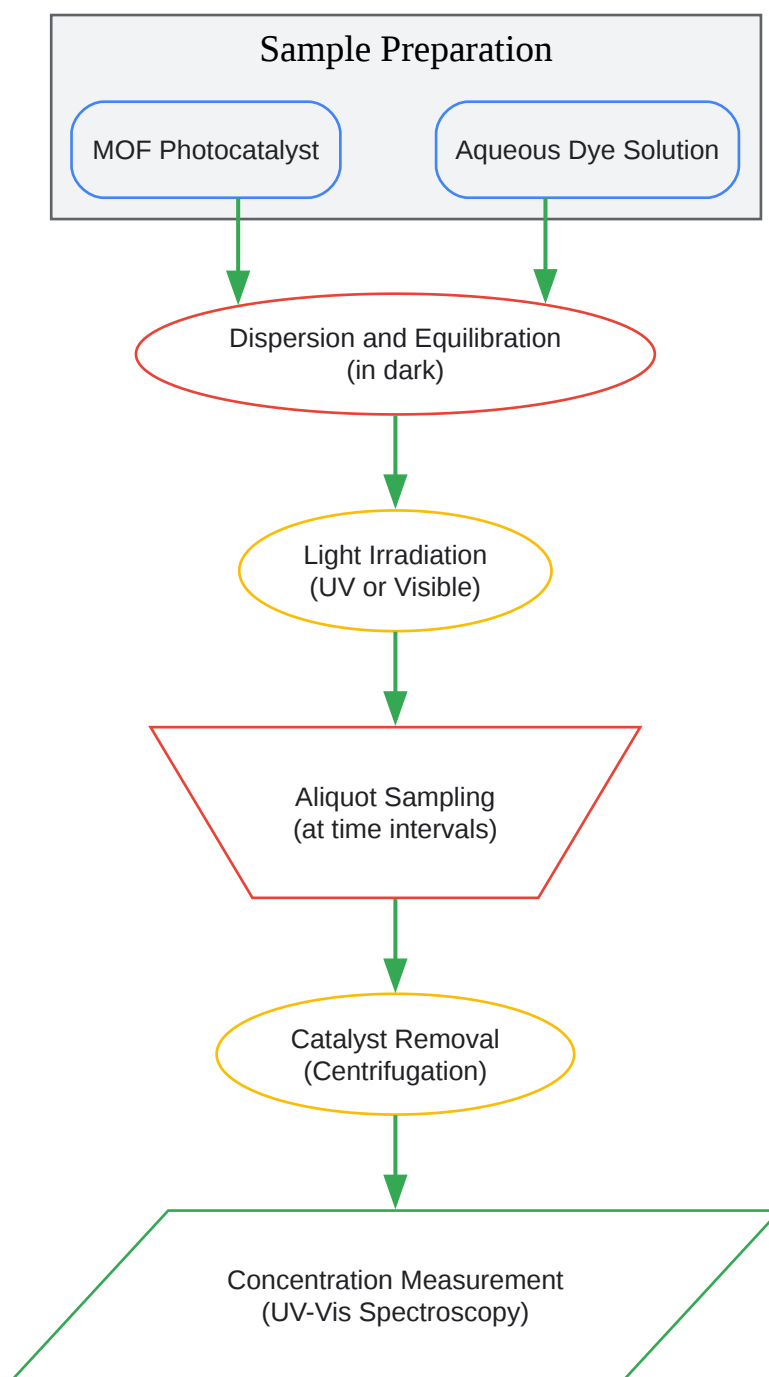 Sample Preparation
MOF Photocatalyst
Aqueous Dye Solution
Dispersion and Equilibration
(in dark)
Light Irradiation
(UV or Visible)
Aliquot Sampling
(at time intervals)
Catalyst Removal
(Centrifugation)
Concentration Measurement
(UV-Vis Spectroscopy)